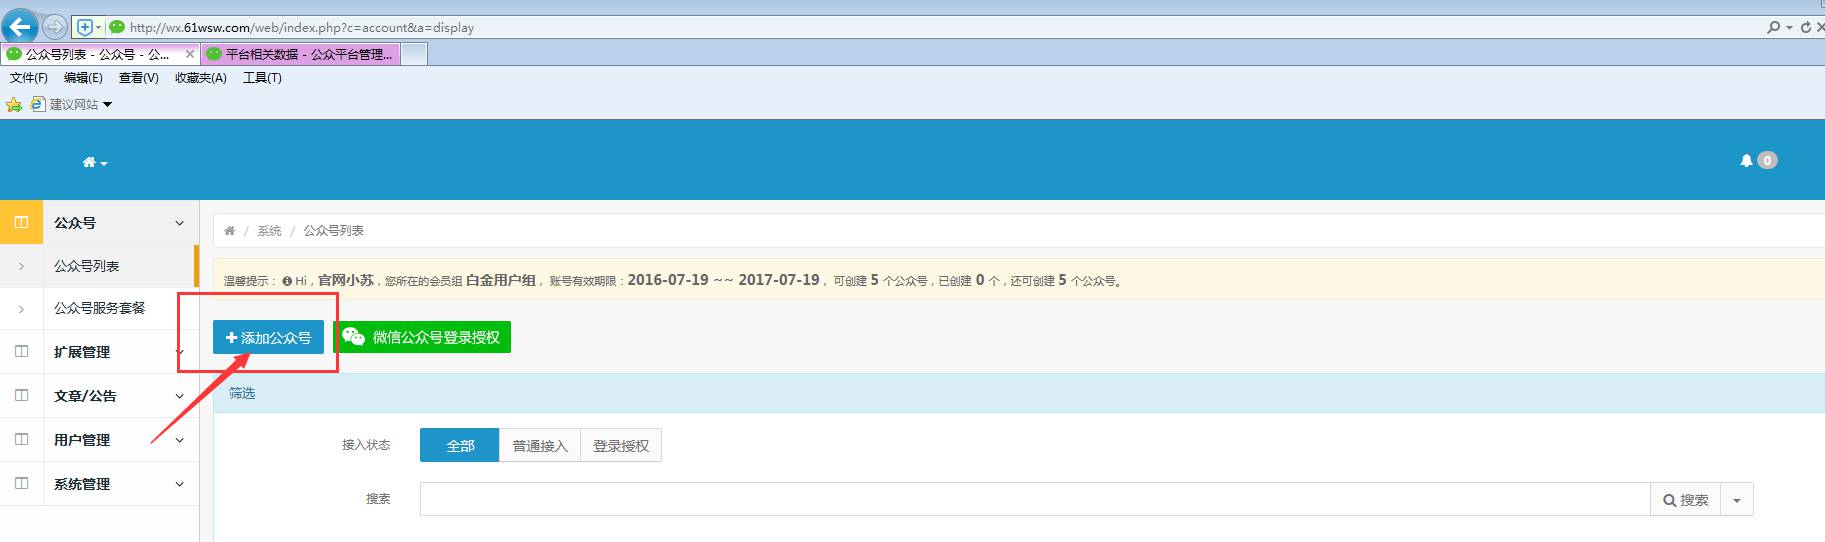 http://wx.61wsw.com/web/index.php?c=account&a=display
公众号列表 - 公众号 - 公... 平台相关数据 - 公众平台管理...
文件(F) 编辑(E) 查看(V) 收藏夹(A) 工具(T)
建议网站
0
公众号
系统 / 公众号列表
公众号列表
温馨提示： Hi，官网小苏，您所在的会员组 白金用户组， 账号有效期限：2016-07-19 ~~ 2017-07-19， 可创建 5 个公众号，已创建 0 个，还可创建 5 个公众号。
公众号服务套餐
添加公众号 微信公众号登录授权
扩展管理
文章/公告
筛选
用户管理
接入状态 全部 普通接入 登录授权
系统管理
搜索 搜索